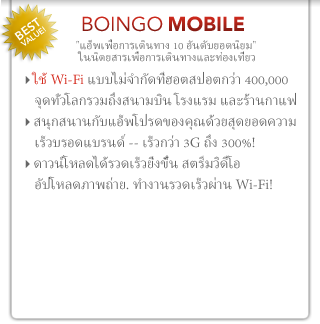 BEST VALUE!
BOINGO MOBILE
"แอ็พเพื่อการเดินทาง 10 อันดับยอดนิยม"
ในนิตยสารเพื่อการเดินทางและท่องเที่ยว
ใช้ Wi-Fi แบบไม่จำกัดที่ฮอตสปอตกว่า 400,000
จุดทั่วโลกรวมถึงสนามบิน โรงแรม และร้านกาแฟ
สนุกสนานกับแอ็พโปรดของคุณด้วยสุดยอดความ
เร็วบรอดแบรนด์ -- เร็วกว่า 3G ถึง 300%!
ดาวน์โหลดได้รวดเร็วยิ่งขึ้น สตรีมวิดีโอ
อัปโหลดภาพถ่าย. ทำงานรวดเร็วผ่าน Wi-Fi!